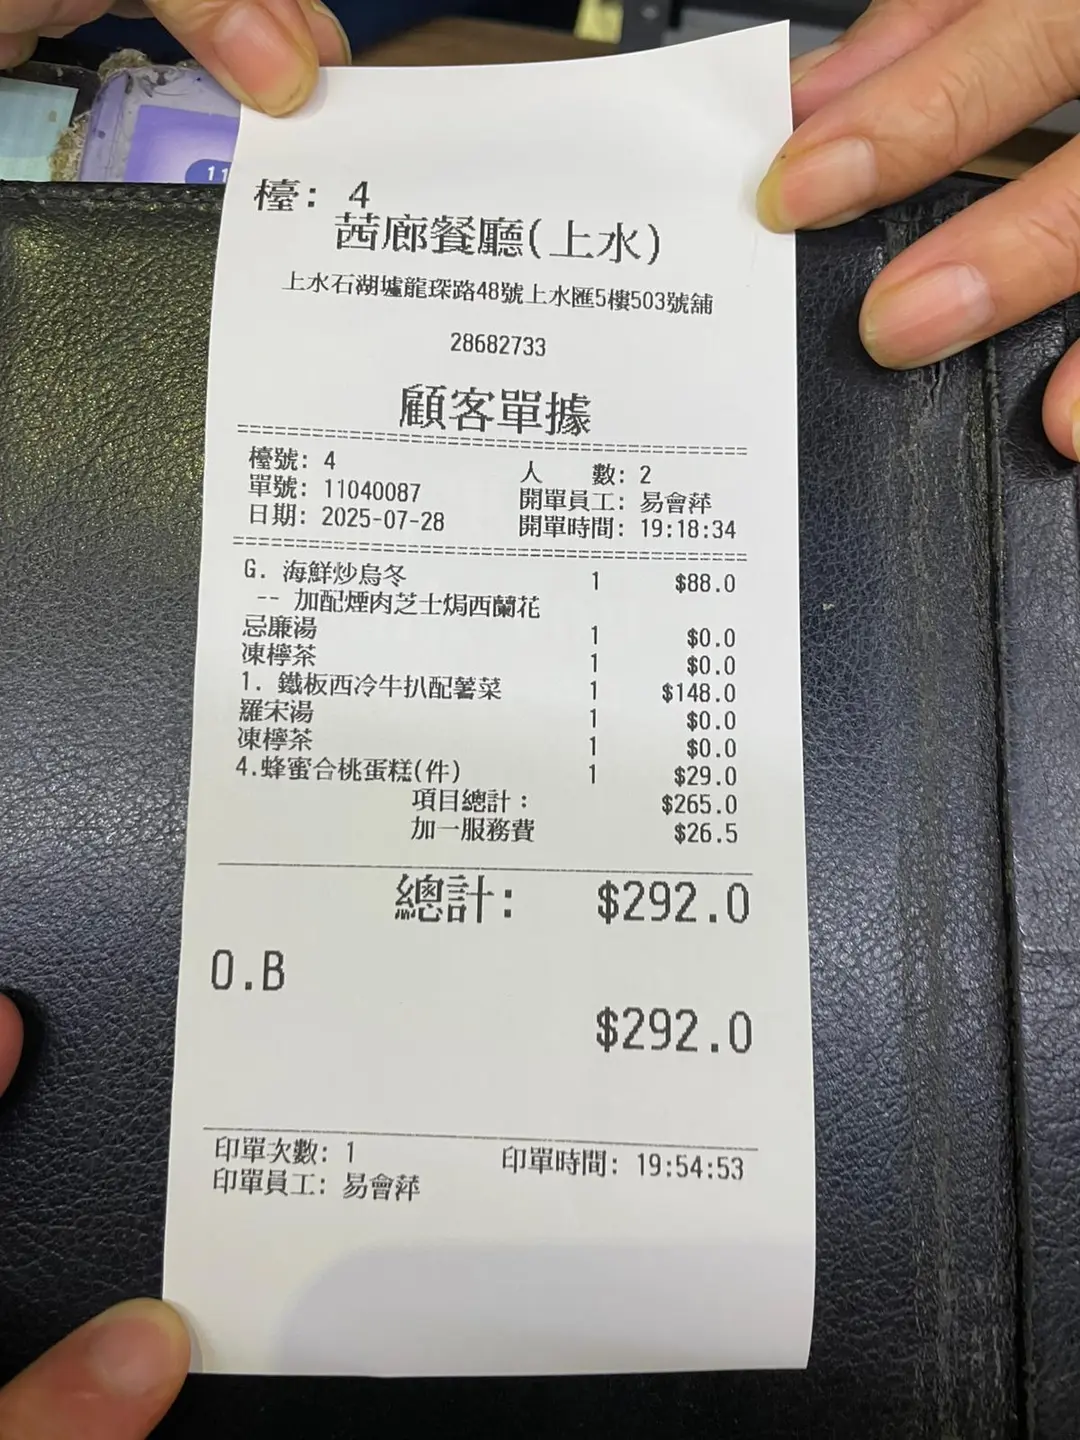 11
檯: 4
茜廊餐廳(上水)
上水石湖墟龍琛路48號上水匯5樓503號舖
28682733
顧客單據
檯號: 4 人 數: 2
單號: 11040087 開單員工: 易會萍
日期: 2025-07-28 開單時間: 19:18:34
G. 海鮮炒烏冬 1 $88.0
-- 加配煙肉芝士焗西蘭花
忌廉湯 1 $0.0
凍檸茶 1 $0.0
1. 鐵板西冷牛扒配薯菜 1 $148.0
羅宋湯 1 $0.0
凍檸茶 1 $0.0
4.蜂蜜合桃蛋糕(件) 1 $29.0
項目總計: $265.0
加一服務費 $26.5
總計: $292.0
O.B
$292.0
印單次數: 1 印單時間: 19:54:53
印單員工: 易會萍